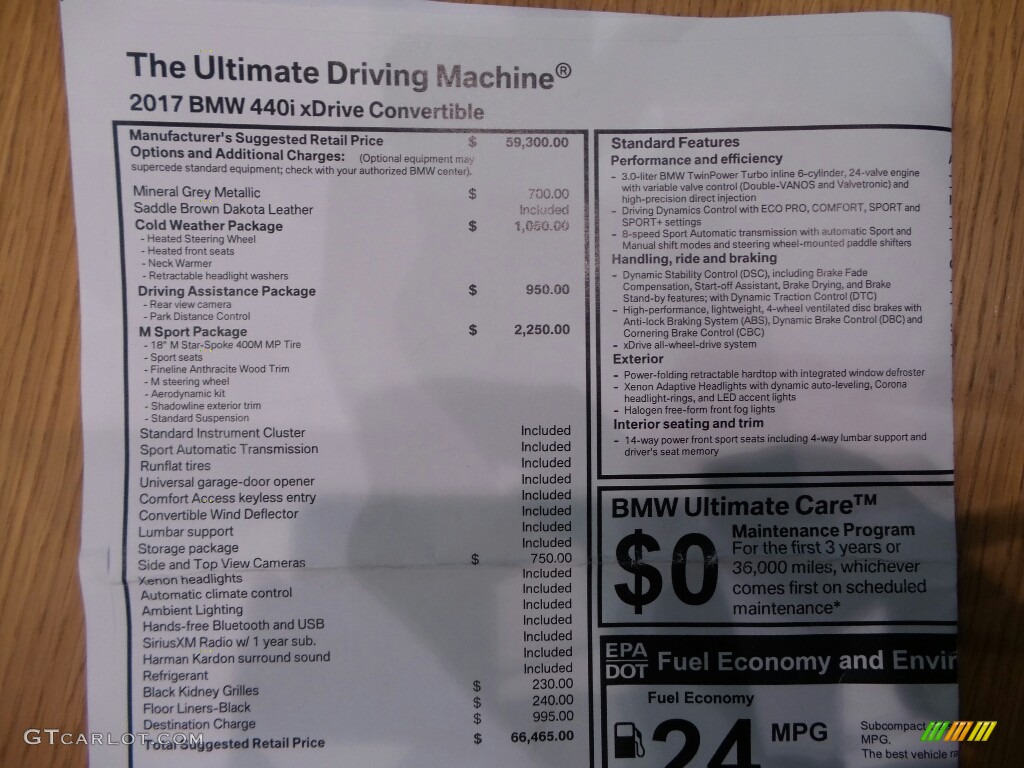 The Ultimate Driving Machine®
2017 BMW 440i xDrive Convertible
Manufacturer's Suggested Retail Price $ 59,300.00
Options and Additional Charges: (Optional equipment may
supercede standard equipment; check with your authorized BMW center).
Mineral Grey Metallic $ 700.00
Saddle Brown Dakota Leather Included
Cold Weather Package $ 1,050.00
- Heated Steering Wheel
- Heated front seats
- Neck Warmer
- Retractable headlight washers
Driving Assistance Package $ 950.00
- Rear view camera
- Park Distance Control
M Sport Package $ 2,250.00
- 18" M Star-Spoke 400M MP Tire
- Sport seats
- Fineline Anthracite Wood Trim
- M steering wheel
- Aerodynamic kit
- Shadowline exterior trim
- Standard Suspension
Standard Instrument Cluster Included
Sport Automatic Transmission Included
Runflat tires Included
Universal garage-door opener Included
Comfort Access keyless entry Included
Convertible Wind Deflector Included
Lumbar support Included
Storage package Included
Side and Top View Cameras $ 750.00
Xenon headlights Included
Automatic climate control Included
Ambient Lighting Included
Hands-free Bluetooth and USB Included
SiriusXM Radio w/ 1 year sub. Included
Harman Kardon surround sound Included
Refrigerant Included
Black Kidney Grilles $ 230.00
Floor Liners-Black $ 240.00
Destination Charge $ 995.00
Total Suggested Retail Price $ 66,465.00
Standard Features
Performance and efficiency
- 3.0-liter BMW TwinPower Turbo inline 6-cylinder, 24-valve engine
with variable valve control (Double-VANOS and Valvetronic) and
high-precision direct injection
- Driving Dynamics Control with ECO PRO, COMFORT, SPORT and
SPORT+ settings
- 8-speed Sport Automatic transmission with automatic Sport and
Manual shift modes and steering wheel-mounted paddle shifters
Handling, ride and braking
- Dynamic Stability Control (DSC), including Brake Fade
Compensation, Start-off Assistant, Brake Drying, and Brake
Stand-by features; with Dynamic Traction Control (DTC)
- High-performance, lightweight, 4-wheel ventilated disc brakes with
Anti-lock Braking System (ABS), Dynamic Brake Control (DBC) and
Cornering Brake Control (CBC)
- xDrive all-wheel-drive system
Exterior
- Power-folding retractable hardtop with integrated window defroster
- Xenon Adaptive Headlights with dynamic auto-leveling, Corona
headlight-rings, and LED accent lights
- Halogen free-form front fog lights
Interior seating and trim
- 14-way power front sport seats including 4-way lumbar support and
driver's seat memory
BMW Ultimate Care™
$0
Maintenance Program
For the first 3 years or
36,000 miles, whichever
comes first on scheduled
maintenance*
EPA
DOT
Fuel Economy and Envir
Fuel Economy
24 MPG
Subcompact
MPG.
The best vehicle
GTcarlot.com